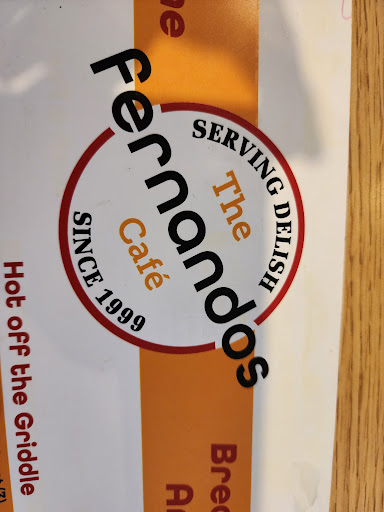 SERVING DELISH
The
Fernandos
Café
SINCE 1999
Hot off the Griddle